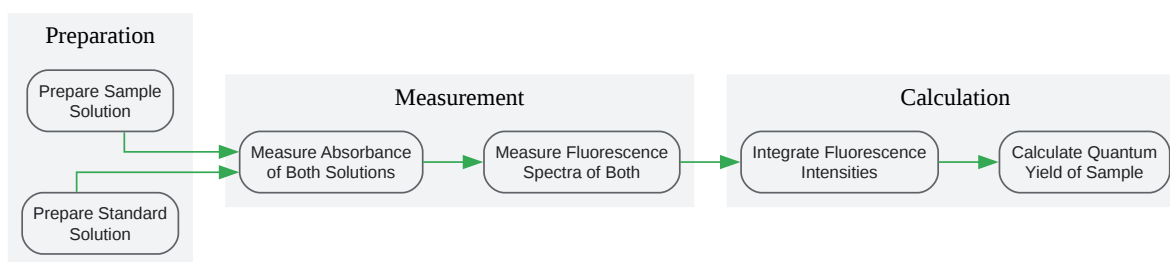 Preparation
Prepare Sample
Solution
Prepare Standard
Solution
Measurement
Measure Absorbance
of Both Solutions
Measure Fluorescence
Spectra of Both
Calculation
Integrate Fluorescence
Intensities
Calculate Quantum
Yield of Sample